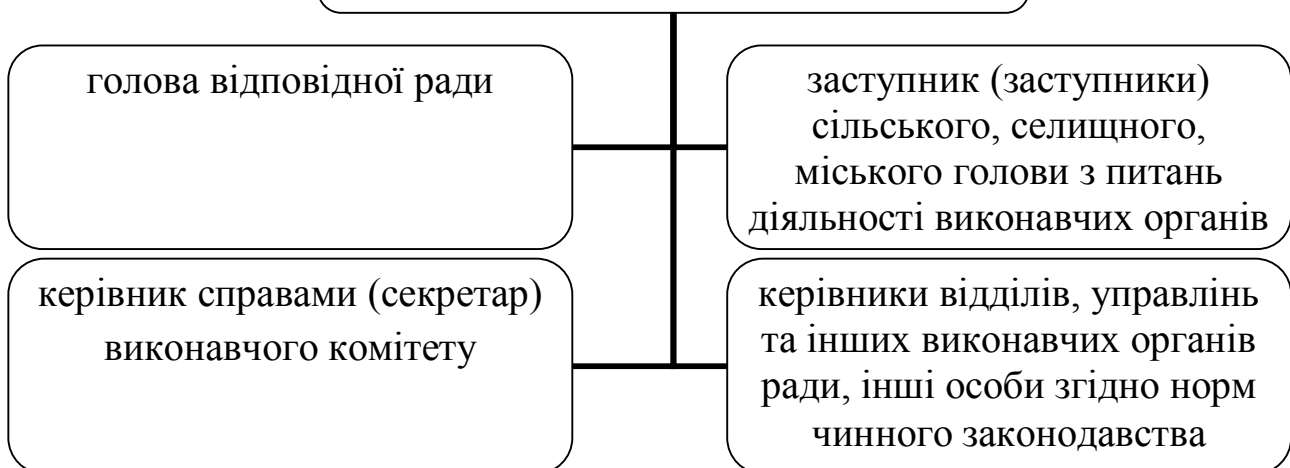 голова відповідної ради
заступник (заступники)
сільського, селищного,
міського голови з питань
діяльності виконавчих органів
керівник справами (секретар)
виконавчого комітету
керівники відділів, управлінь
та інших виконавчих органів
ради, інші особи згідно норм
чинного законодавства